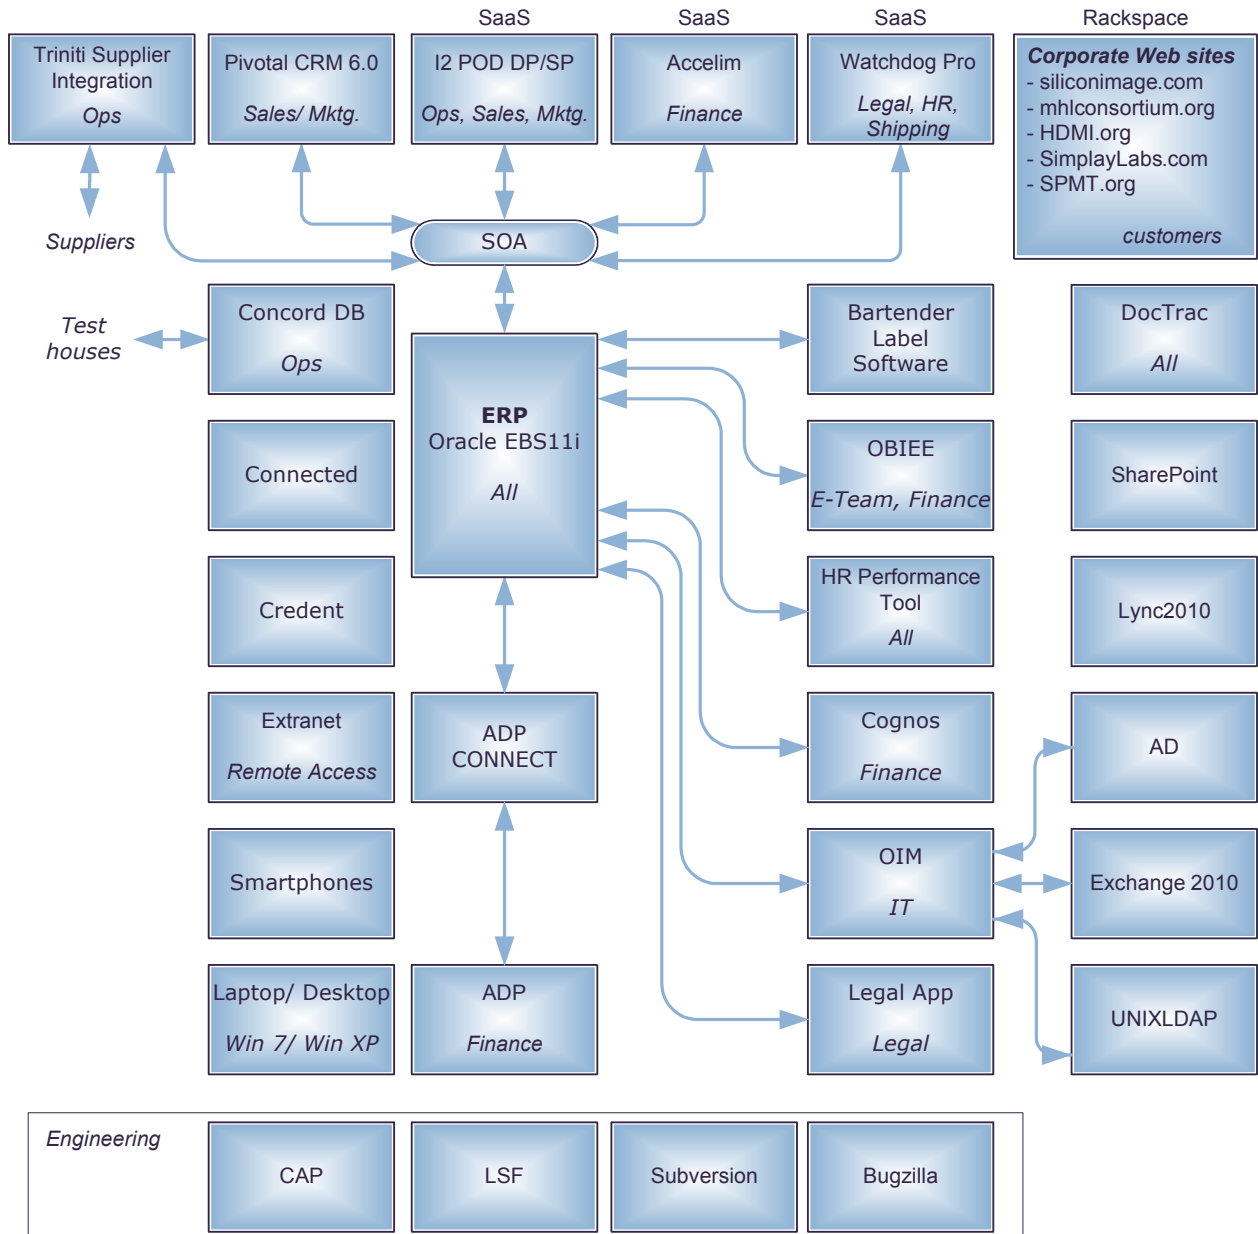 SaaS
SaaS
SaaS
Rackspace
Triniti Supplier
Integration
Ops
Pivotal CRM 6.0
Sales/ Mktg.
I2 POD DP/SP
Ops, Sales, Mktg.
Accelim
Finance
Watchdog Pro
Legal, HR,
Shipping
Corporate Web sites
- siliconimage.com
- mhlconsortium.org
- HDMI.org
- SimplayLabs.com
- SPMT.org
customers
Suppliers
SOA
Test
houses
Concord DB
Ops
ERP
Oracle EBS11i
All
Bartender
Label
Software
DocTrac
All
Connected
OBIEE
E-Team, Finance
SharePoint
Credent
HR Performance
Tool
All
Lync2010
Extranet
Remote Access
ADP
CONNECT
Cognos
Finance
AD
Smartphones
OIM
IT
Exchange 2010
Laptop/ Desktop
Win 7/ Win XP
ADP
Finance
Legal App
Legal
UNIXLDAP
Engineering
CAP
LSF
Subversion
Bugzilla